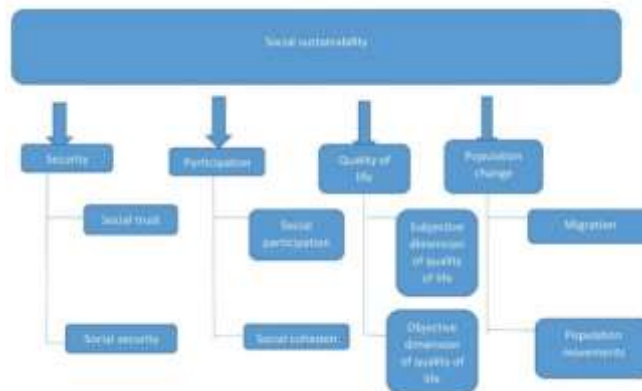 Social sustainability
Security
Participation
Quality of
life
Population
change
Social trust
Social
participation
Subjective
dimension
of quality
of life
Migration
Social security
Social cohesion
Objective
dimension
of quality of
life
Population
movements